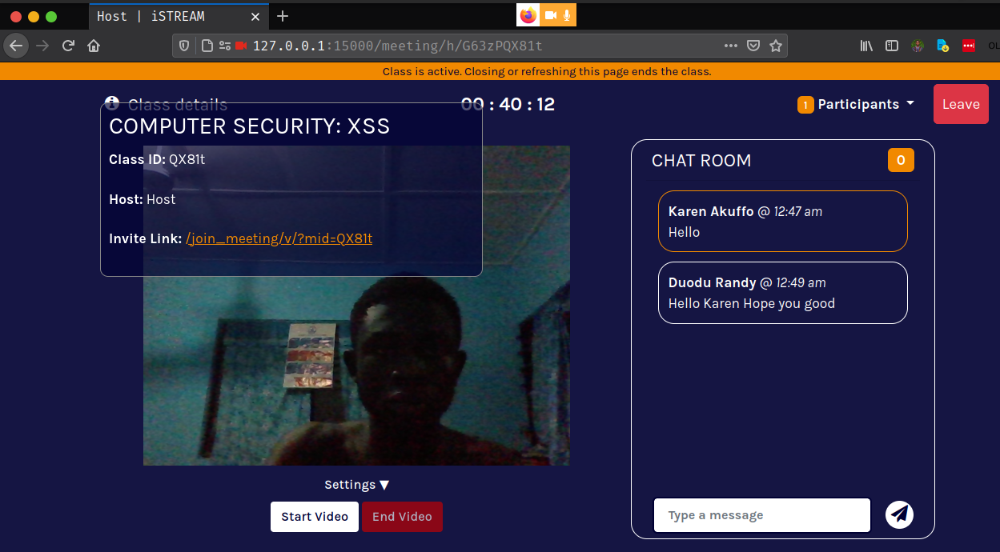 Host | iSTREAM
127.0.0.1:15000/meeting/h/G63zPQX81t
OL
Class is active. Closing or refreshing this page ends the class.
Class details
00 : 40 : 12
1 Participants
Leave
COMPUTER SECURITY: XSS
Class ID: QX81t
Host: Host
Invite Link: /join_meeting/v/?mid=QX81t
CHAT ROOM
0
Karen Akuffo @ 12:47 am
Hello
Duodu Randy @ 12:49 am
Hello Karen Hope you good
Settings ▼
Start Video
End Video
Type a message